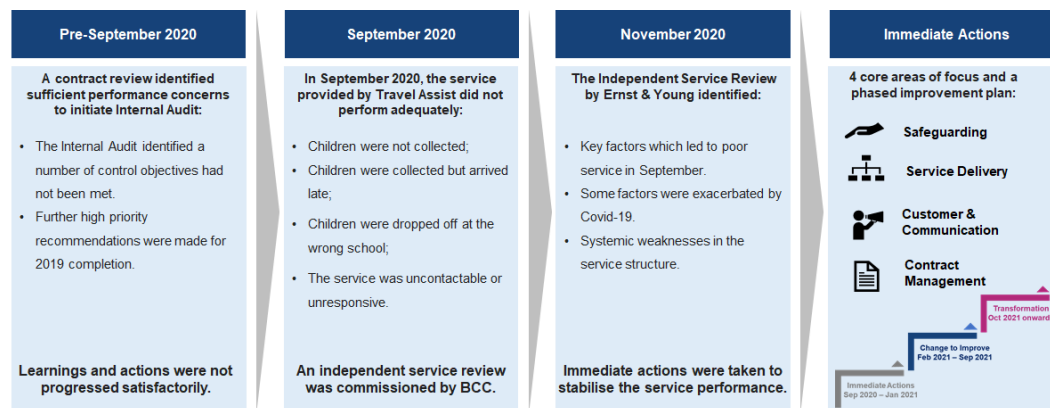 Pre-September 2020
A contract review identified
sufficient performance concerns
to initiate Internal Audit:
• The Internal Audit identified a
number of control objectives had
not been met.
• Further high priority
recommendations were made for
2019 completion.
Learnings and actions were not
progressed satisfactorily.
September 2020
In September 2020, the service
provided by Travel Assist did not
perform adequately:
• Children were not collected;
• Children were collected but arrived
late;
• Children were dropped off at the
wrong school;
• The service was uncontactable or
unresponsive.
An independent service review
was commissioned by BCC.
November 2020
The Independent Service Review
by Ernst & Young identified:
• Key factors which led to poor
service in September.
• Some factors were exacerbated by
Covid-19.
• Systemic weaknesses in the
service structure.
Immediate actions were taken to
stabilise the service performance.
Immediate Actions
4 core areas of focus and a
phased improvement plan:
Safeguarding
Service Delivery
Customer &
Communication
Contract
Management
Transformation
Oct 2021 onward
Change to Improve
Feb 2021 – Sep 2021
Immediate Actions
Sep 2020 – Jan 2021